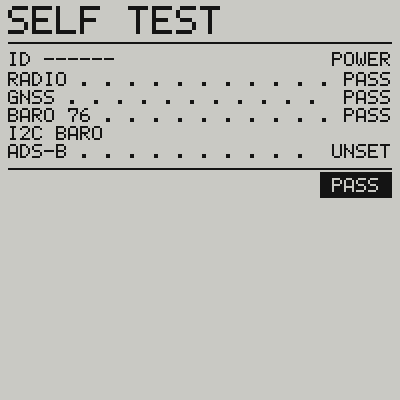 SELF TEST
ID ------ POWER
RADIO . . . . . . . . . . . PASS
GNSS . . . . . . . . . . . PASS
BARO 76 . . . . . . . . . . PASS
I2C BARO
ADS-B . . . . . . . . . . UNSET
PASS